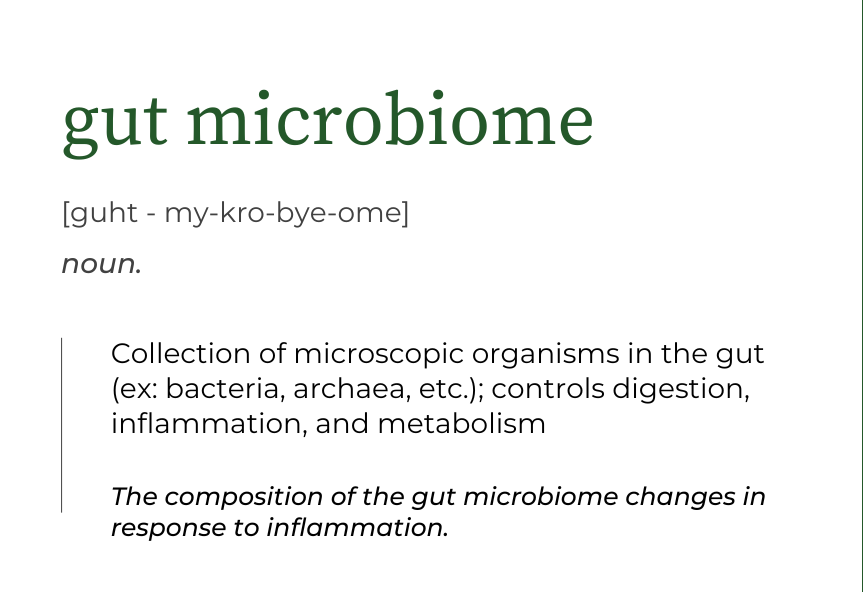 gut microbiome
[guht - my-kro-bye-ome]
noun.
Collection of microscopic organisms in the gut
(ex: bacteria, archaea, etc.); controls digestion,
inflammation, and metabolism
The composition of the gut microbiome changes in
response to inflammation.